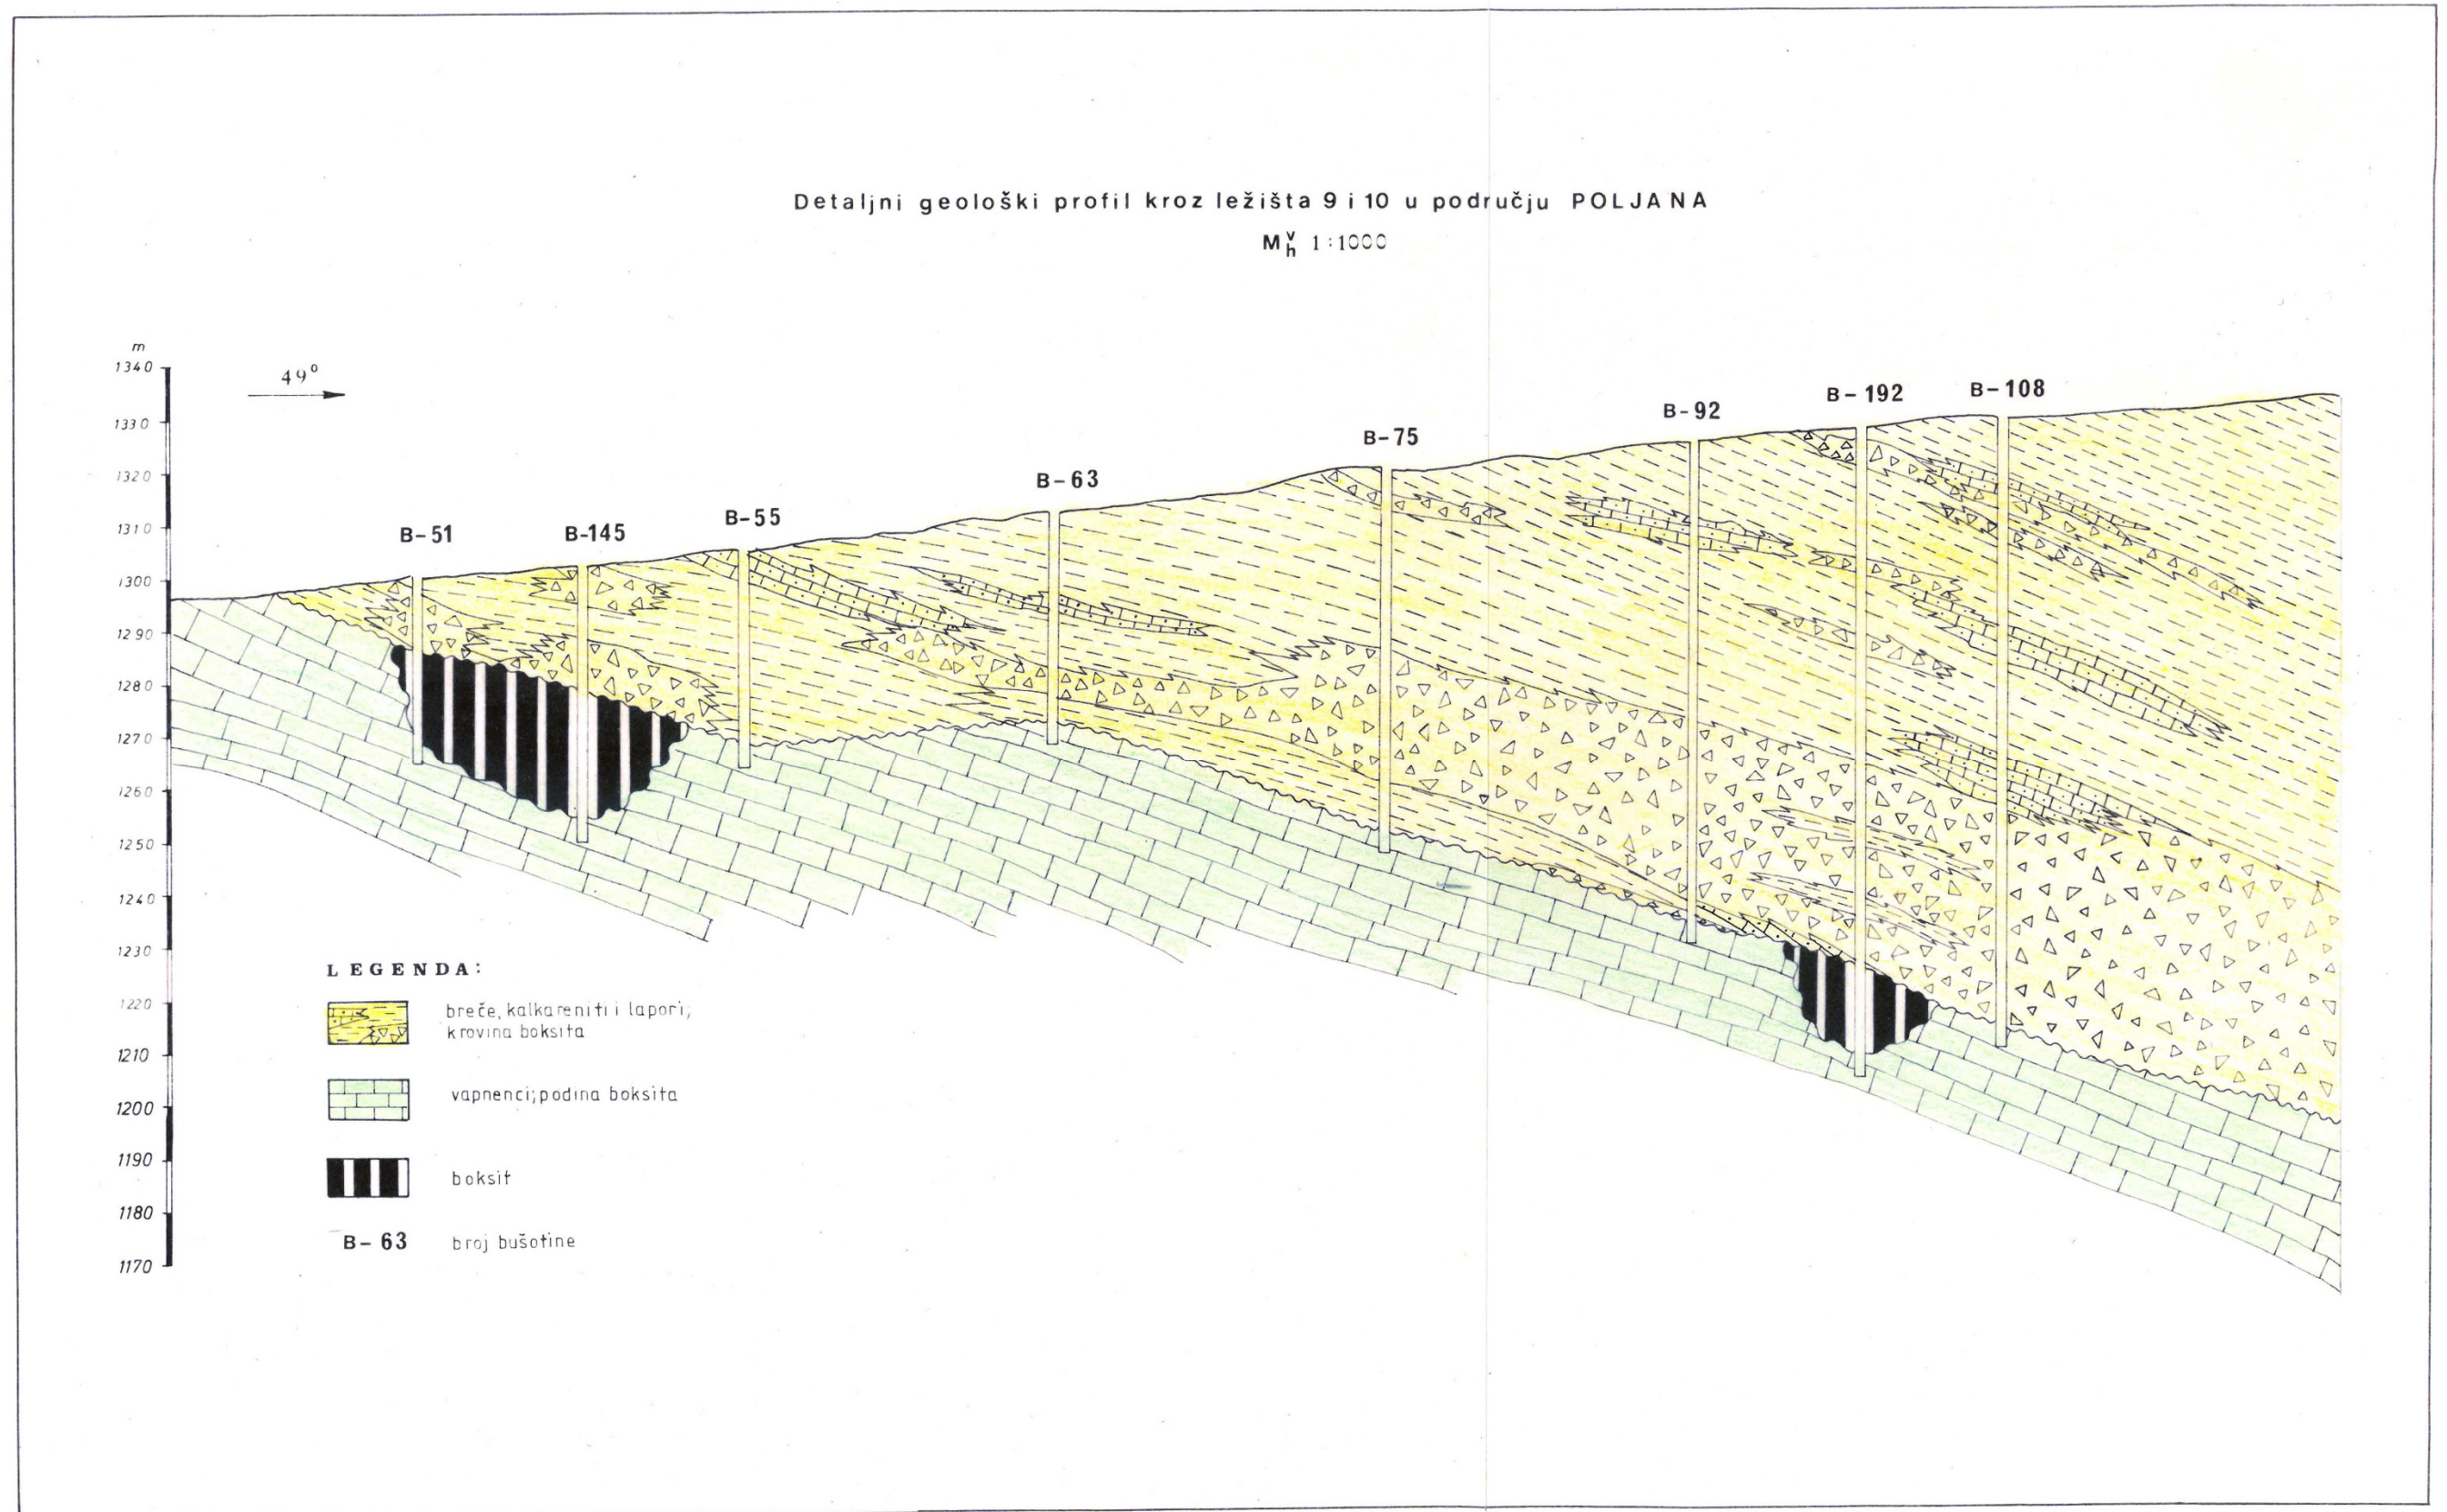 Detaljni geološki profil kroz ležišta 9 i 10 u području POLJANA
M v/h 1:1000
m
1340
1330
1320
1310
1300
1290
1280
1270
1260
1250
1240
1230
1220
1210
1200
1190
1180
1170
49°
B-51
B-145
B-55
B-63
B-75
B-92
B-192
B-108
LEGENDA:
breče, kalkareniti i lapori;
krovina boksita
vapnenci; podina boksita
boksit
B-63 broj bušotine